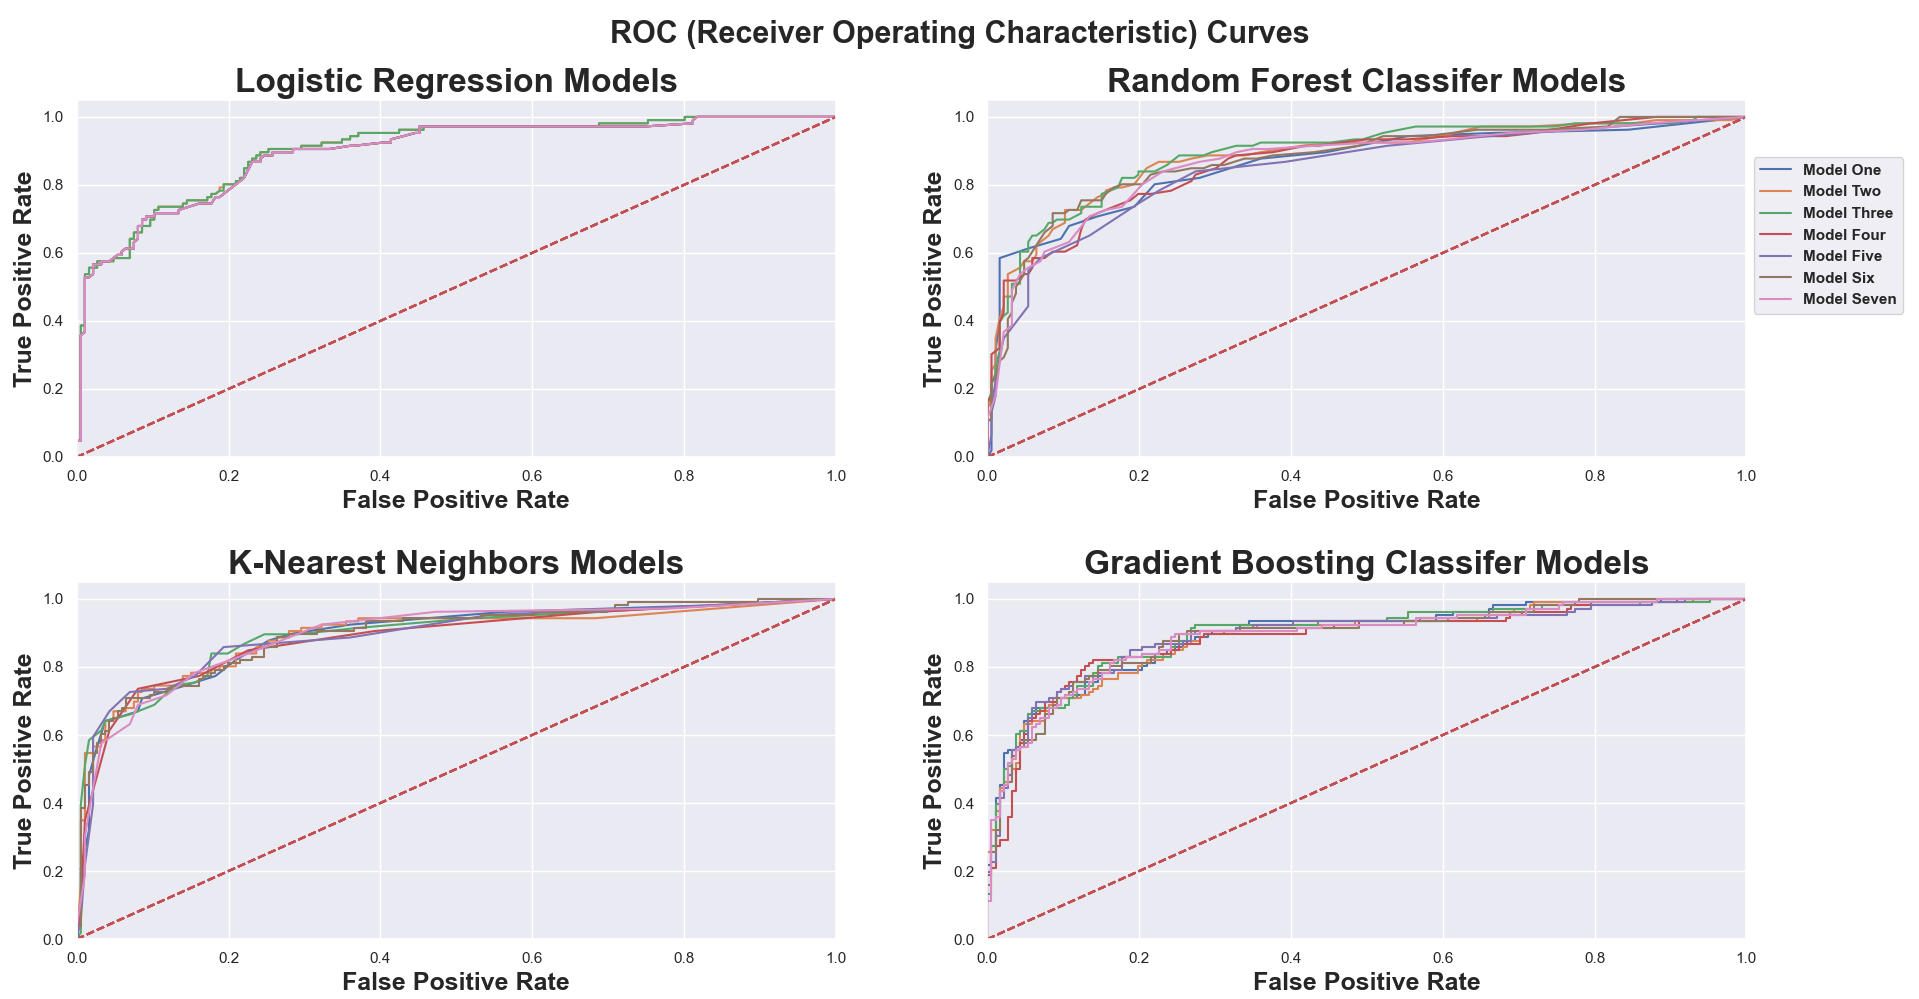 ROC (Receiver Operating Characteristic) Curves
Logistic Regression Models
True Positive Rate
1.0
0.8
0.6
0.4
0.2
0.0
0.0 0.2 0.4 0.6 0.8 1.0
False Positive Rate
Random Forest Classifer Models
True Positive Rate
1.0
0.8
0.6
0.4
0.2
0.0
0.0 0.2 0.4 0.6 0.8 1.0
False Positive Rate
Model One
Model Two
Model Three
Model Four
Model Five
Model Six
Model Seven
K-Nearest Neighbors Models
True Positive Rate
1.0
0.8
0.6
0.4
0.2
0.0
0.0 0.2 0.4 0.6 0.8 1.0
False Positive Rate
Gradient Boosting Classifer Models
True Positive Rate
1.0
0.8
0.6
0.4
0.2
0.0
0.0 0.2 0.4 0.6 0.8 1.0
False Positive Rate